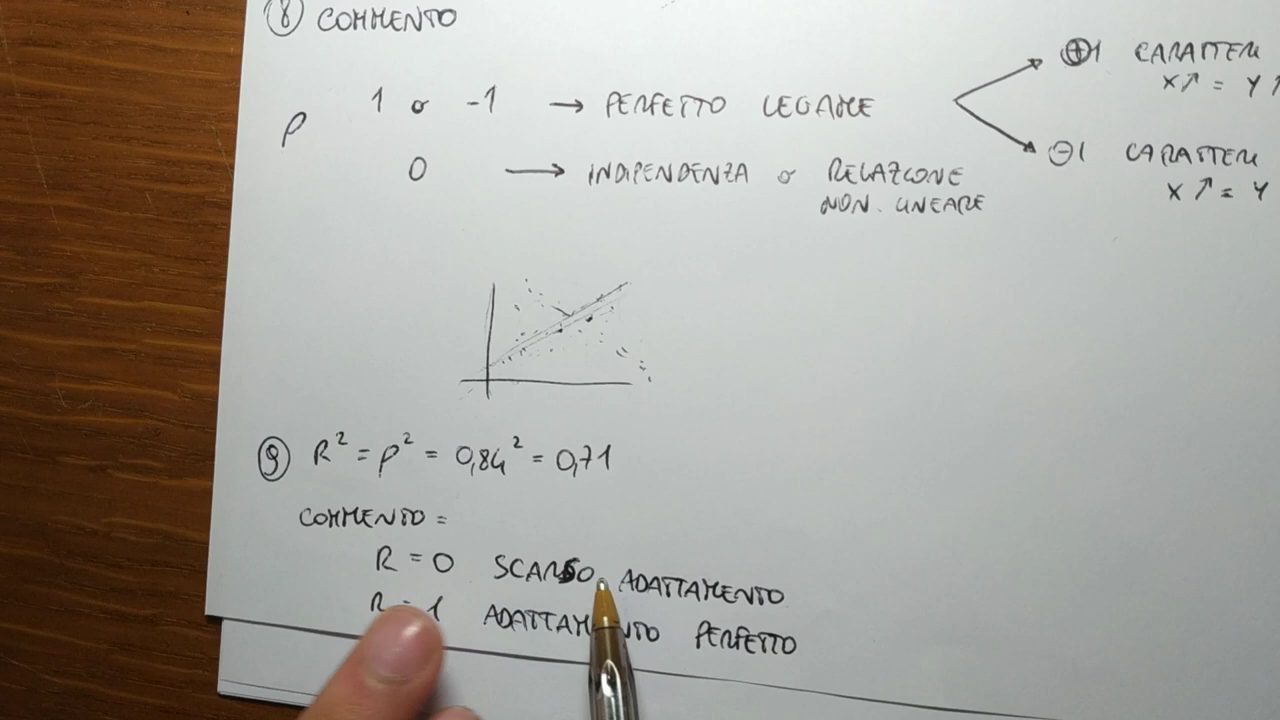 8 COMMENTO
ρ 1 o -1 → PERFETTO LEGAME
⊕1 CARATTERI
X↗ = Y↗
0 → INDIPENDENZA o RELAZIONE
NON. LINEARE
⊖1 CARATTERI
X↗ = Y
9 R² = ρ² = 0,84² = 0,71
COMMENTO =
R = 0 SCARSO ADATTAMENTO
R = 1 ADATTAMENTO PERFETTO